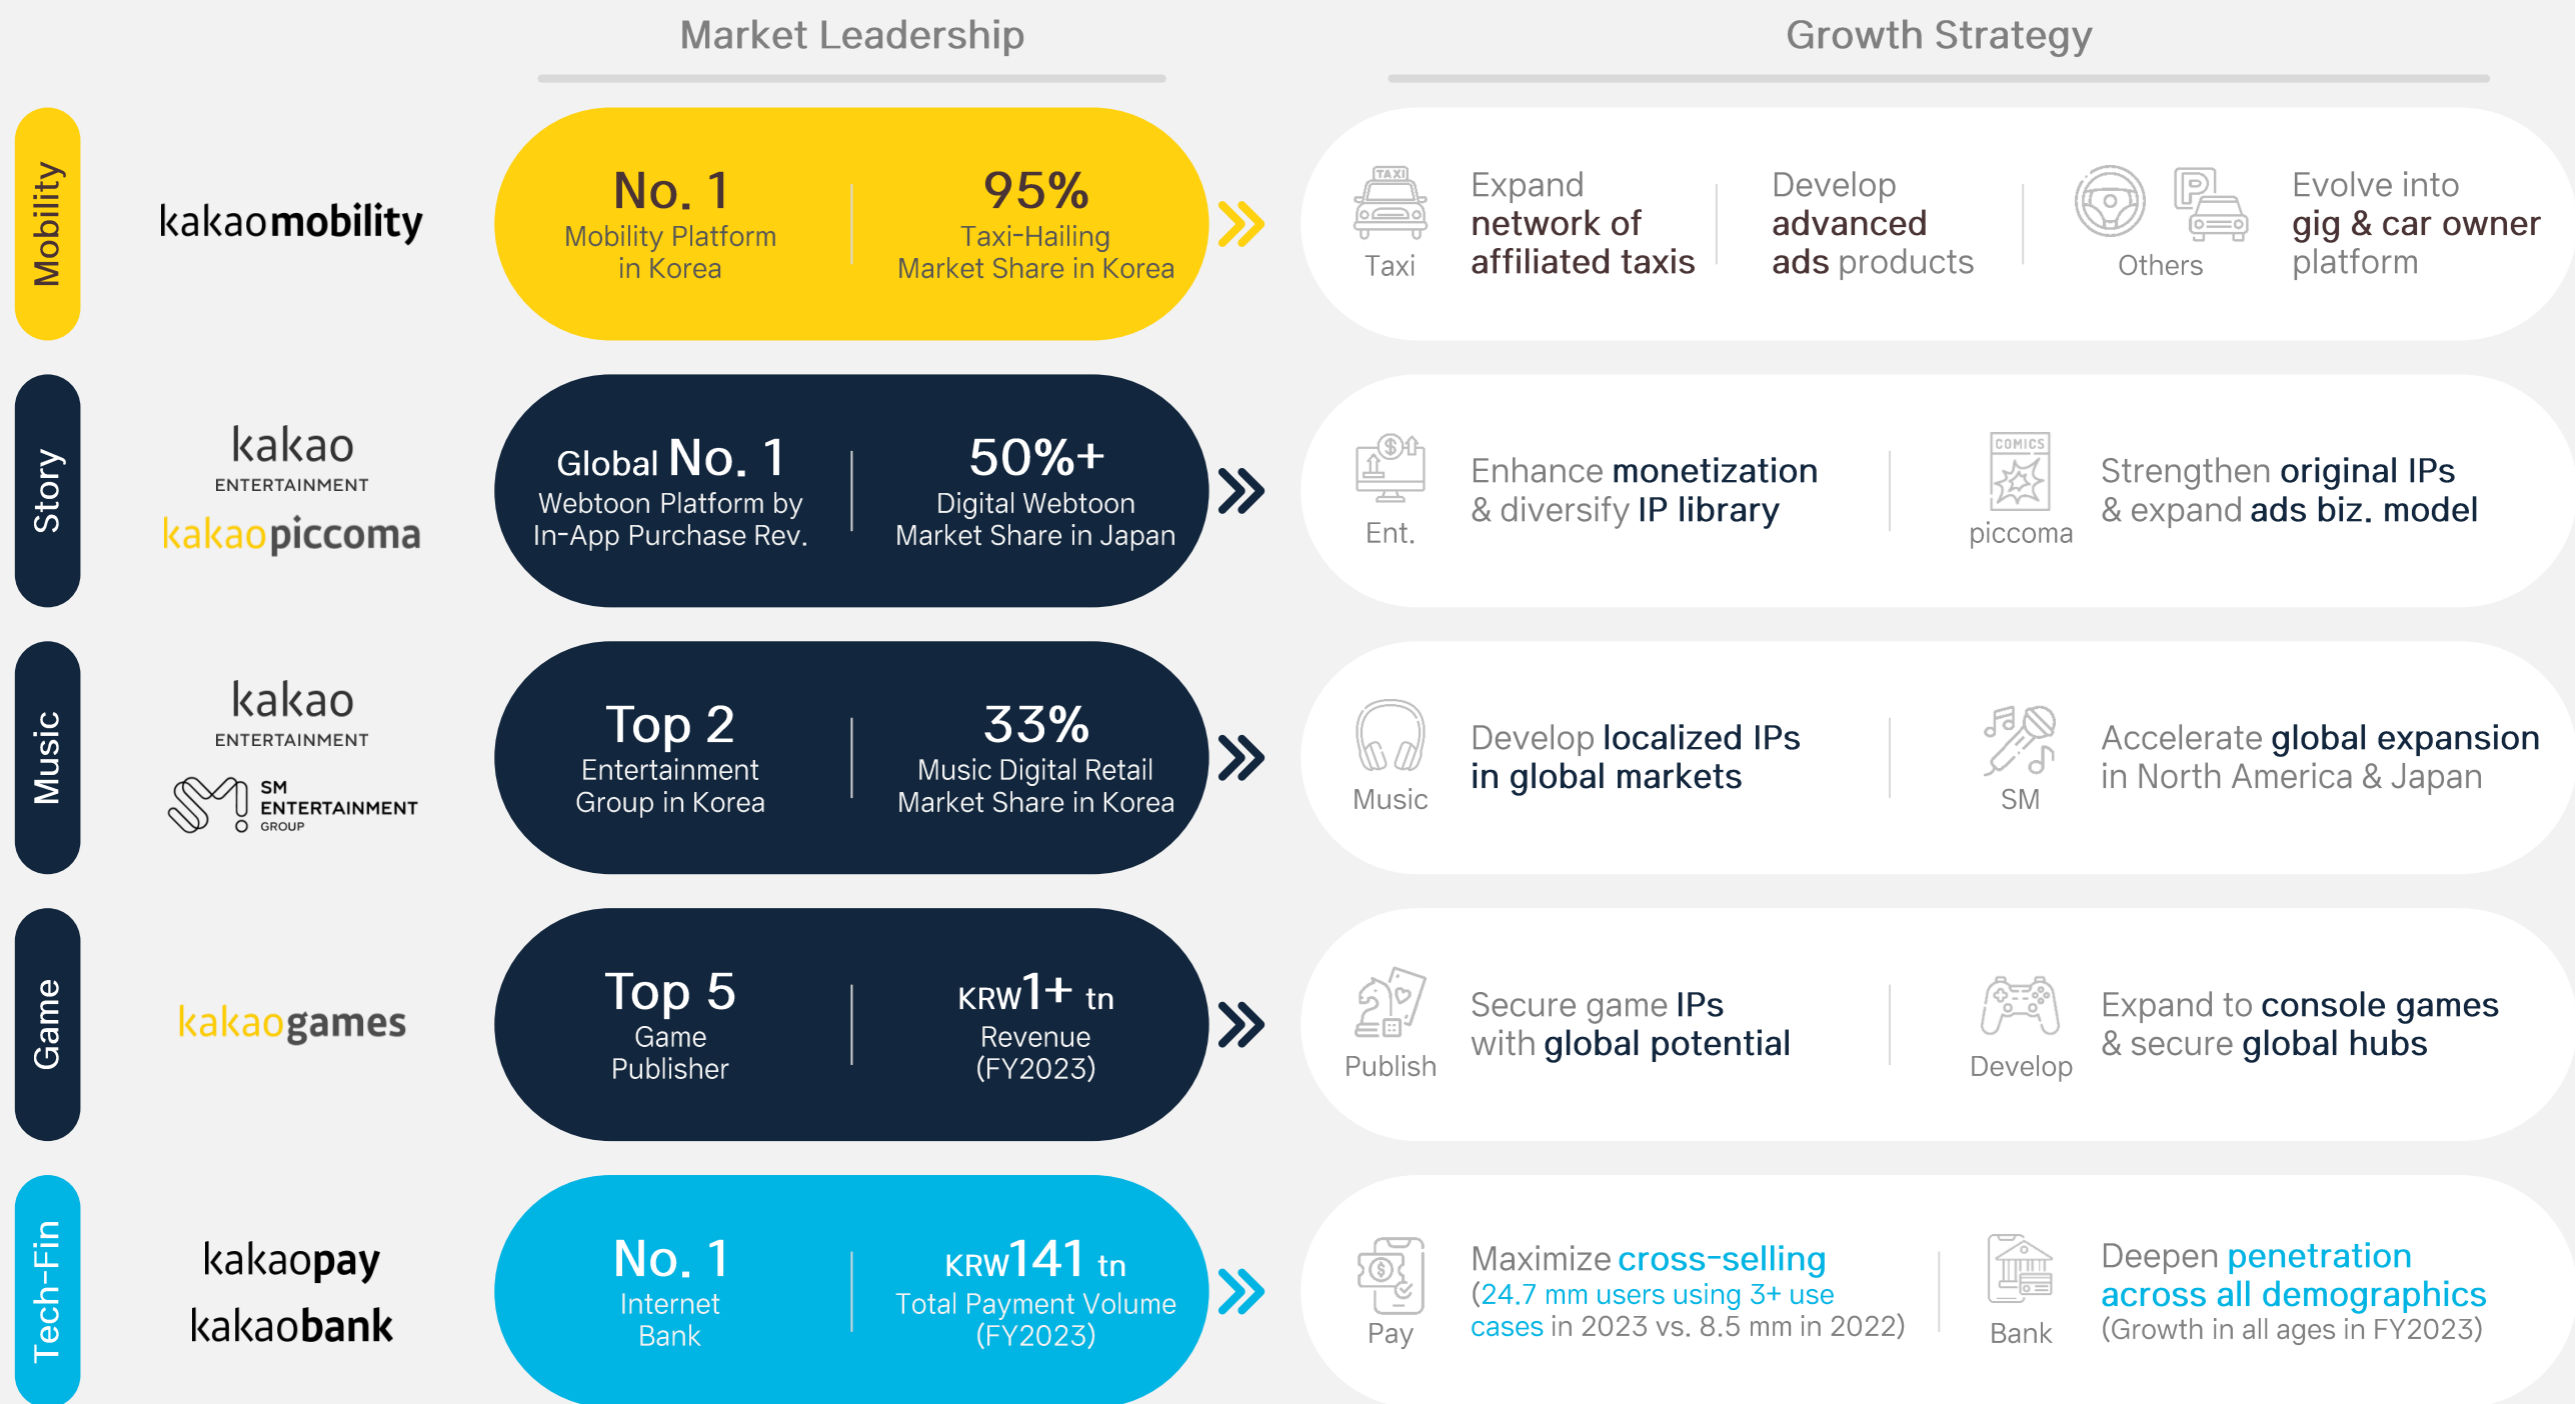 Market Leadership
Growth Strategy
Mobility
kakaomobility
No. 1
Mobility Platform
in Korea
95%
Taxi-Hailing
Market Share in Korea
TAXI
Taxi
Expand
network of
affiliated taxis
Develop
advanced
ads products
P
Others
Evolve into
gig & car owner
platform
Story
kakao
ENTERTAINMENT
kakaopiccoma
Global No. 1
Webtoon Platform by
In-App Purchase Rev.
50%+
Digital Webtoon
Market Share in Japan
$
Ent.
Enhance monetization
& diversify IP library
COMICS
piccoma
Strengthen original IPs
& expand ads biz. model
Music
kakao
ENTERTAINMENT
SM
ENTERTAINMENT
GROUP
Top 2
Entertainment
Group in Korea
33%
Music Digital Retail
Market Share in Korea
Music
Develop localized IPs
in global markets
SM
Accelerate global expansion
in North America & Japan
Game
kakaogames
Top 5
Game
Publisher
KRW1+ tn
Revenue
(FY2023)
Publish
Secure game IPs
with global potential
Develop
Expand to console games
& secure global hubs
Tech-Fin
kakaopay
kakaobank
No. 1
Internet
Bank
KRW141 tn
Total Payment Volume
(FY2023)
$
Pay
Maximize cross-selling
(24.7 mm users using 3+ use
cases in 2023 vs. 8.5 mm in 2022)
Bank
Deepen penetration
across all demographics
(Growth in all ages in FY2023)